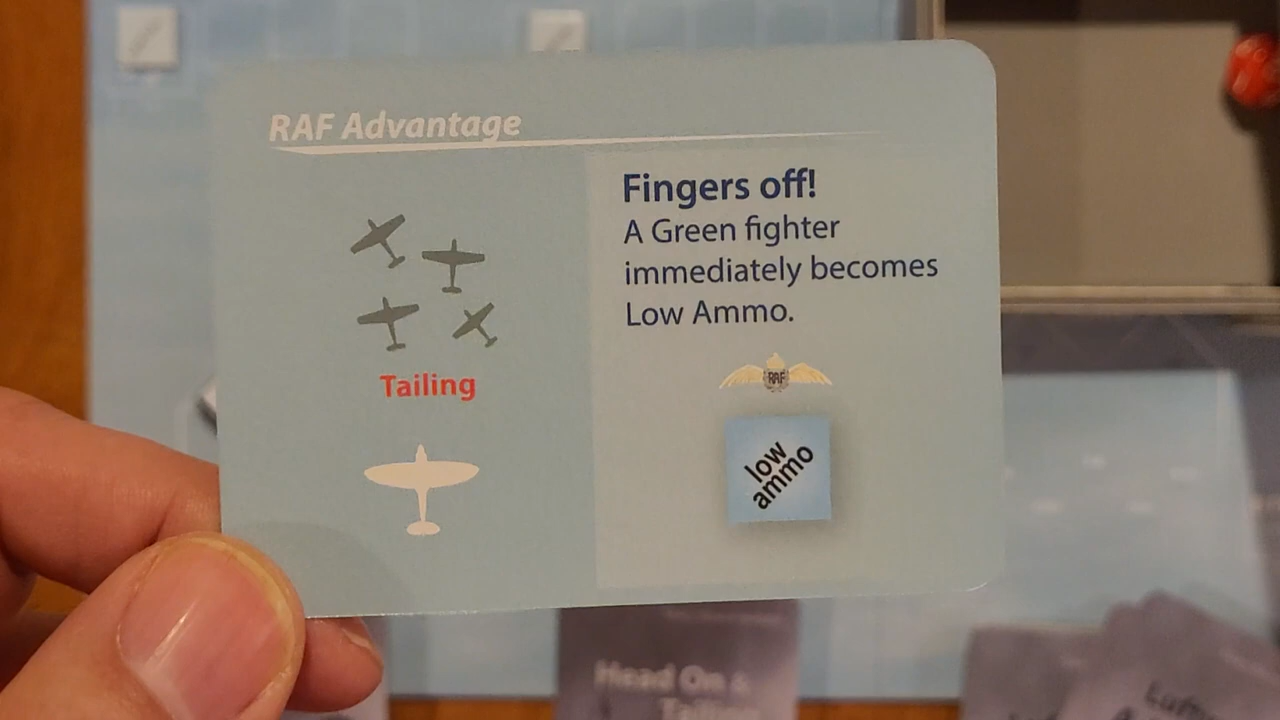 RAF Advantage
Fingers off!
A Green fighter
immediately becomes
Low Ammo.
Tailing
RAF
low
ammo
Head On &
Tailing